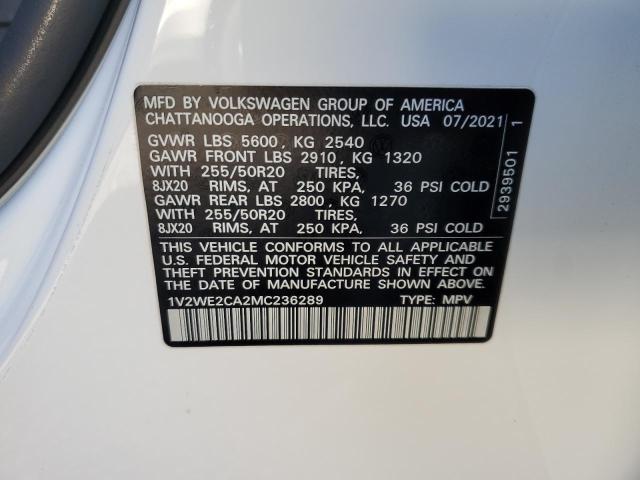 MFD BY VOLKSWAGEN GROUP OF AMERICA
CHATTANOOGA OPERATIONS, LLC. USA 07/2021
GVWR LBS 5600, KG 2540
GAWR FRONT LBS 2910, KG 1320
WITH 255/50R20 TIRES,
8JX20 RIMS, AT 250 KPA, 36 PSI COLD
GAWR REAR LBS 2800, KG 1270
WITH 255/50R20 TIRES,
8JX20 RIMS, AT 250 KPA, 36 PSI COLD
THIS VEHICLE CONFORMS TO ALL APPLICABLE
U.S. FEDERAL MOTOR VEHICLE SAFETY AND
THEFT PREVENTION STANDARDS IN EFFECT ON
THE DATE OF MANUFACTURE SHOWN ABOVE.
1V2WE2CA2MC236289 TYPE: MPV
2939501 1